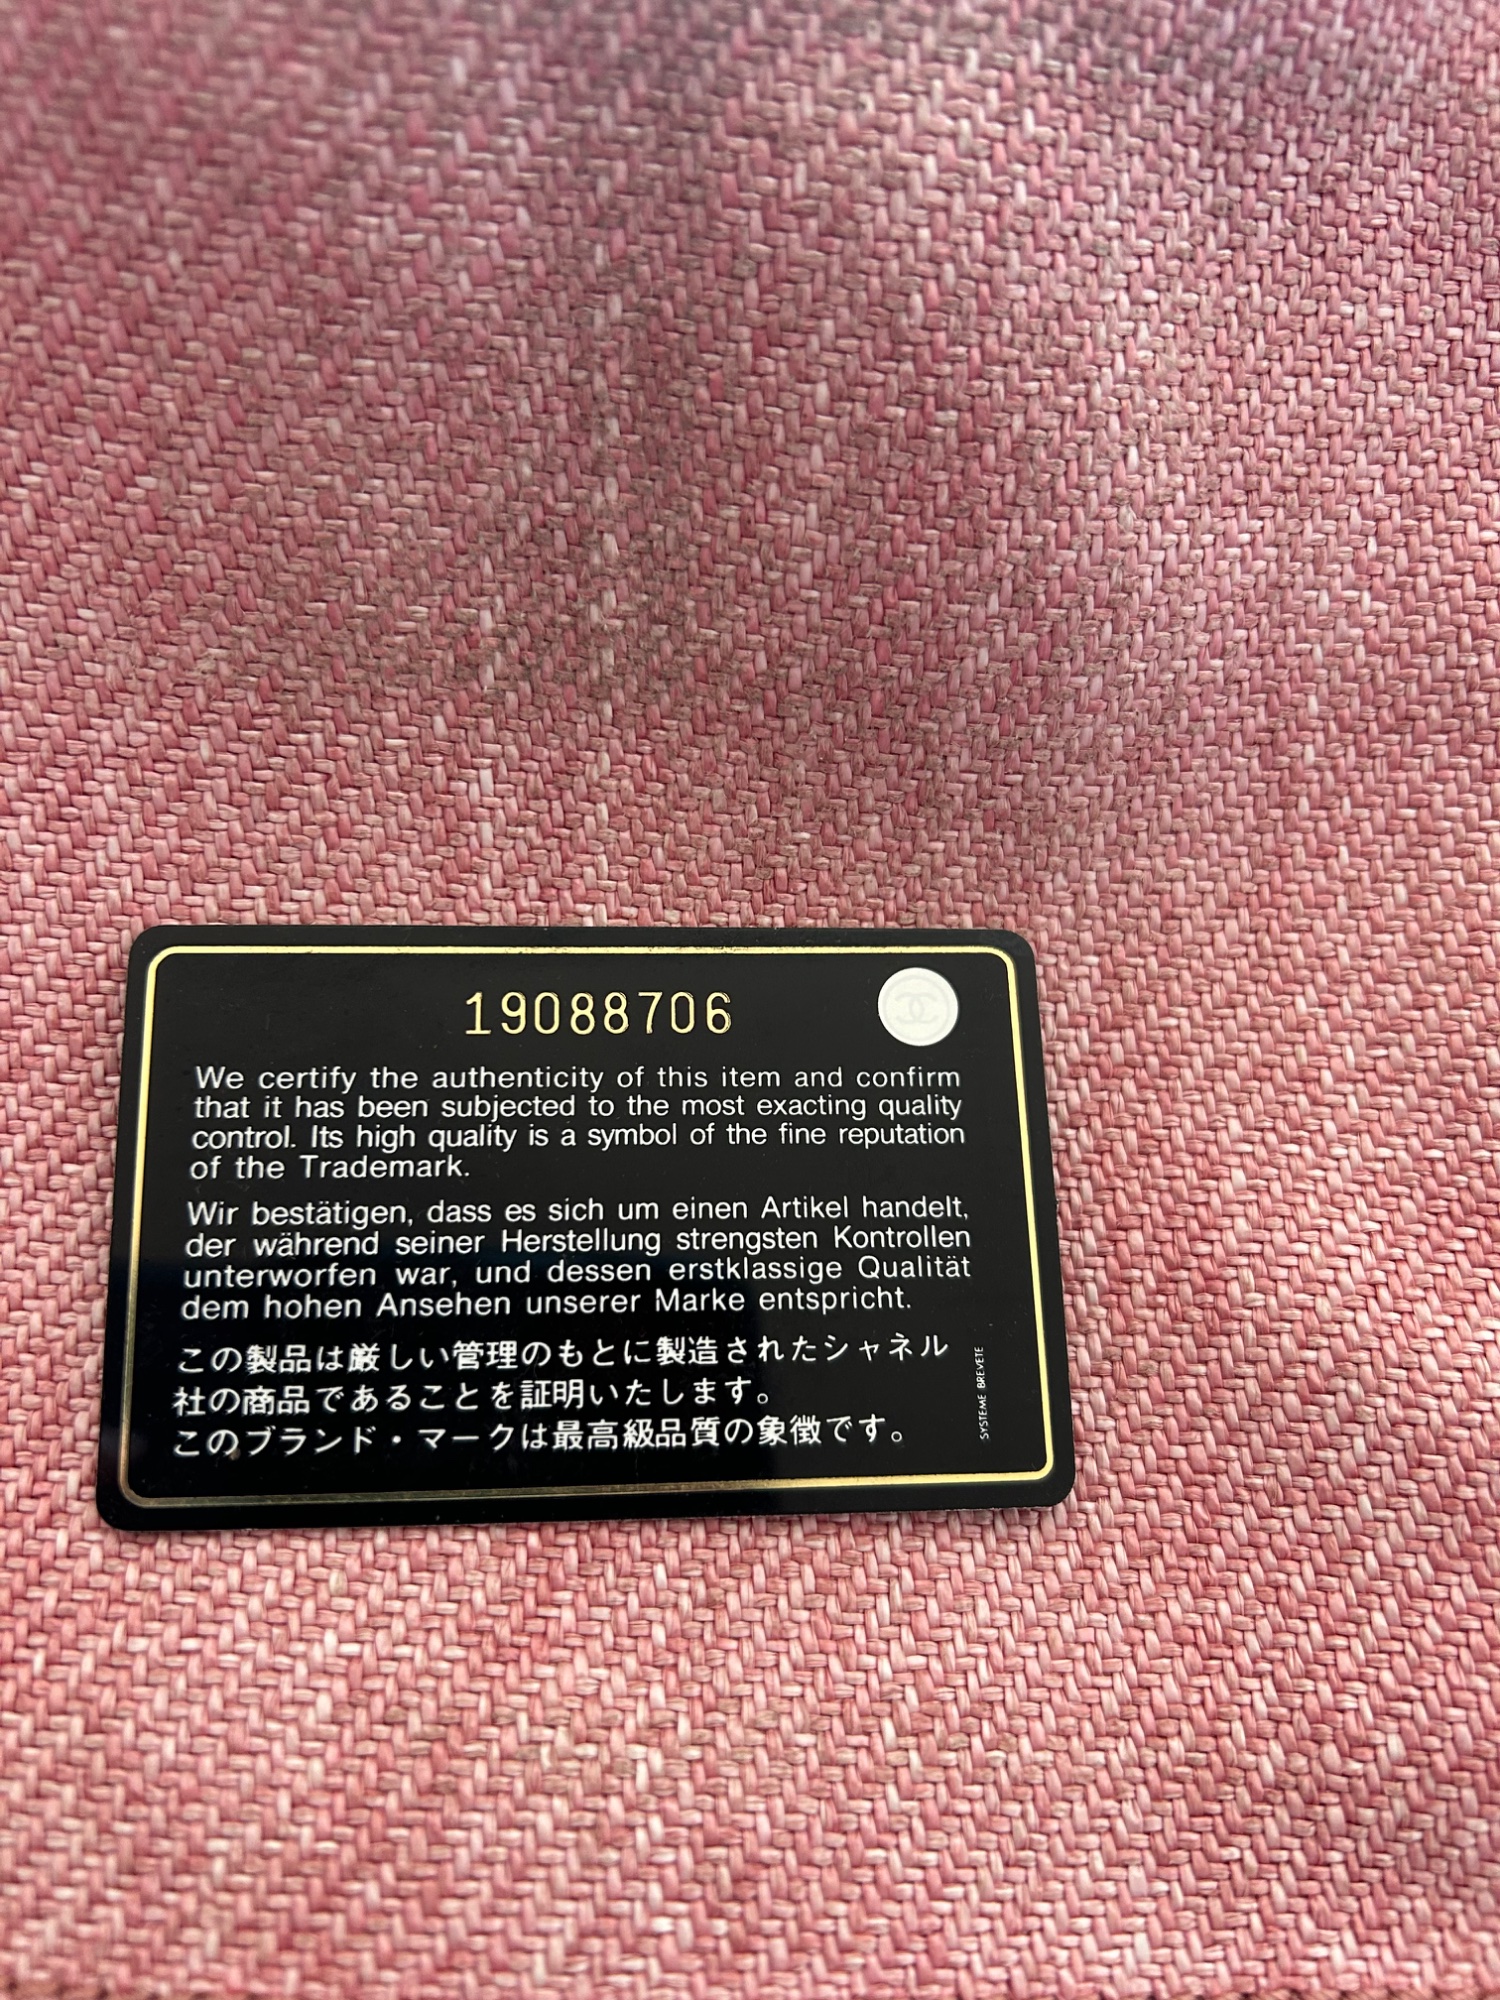 19088706
We certify the authenticity of this item and confirm
that it has been subjected to the most exacting quality
control. Its high quality is a symbol of the fine reputation
of the Trademark.
Wir bestätigen, dass es sich um einen Artikel handelt,
der während seiner Herstellung strengsten Kontrollen
unterworfen war, und dessen erstklassige Qualität
dem hohen Ansehen unserer Marke entspricht.
この製品は厳しい管理のもとに製造されたシャネル
社の商品であることを証明いたします。
このブランド・マークは最高級品質の象徴です。
SYSTEME BREVETE